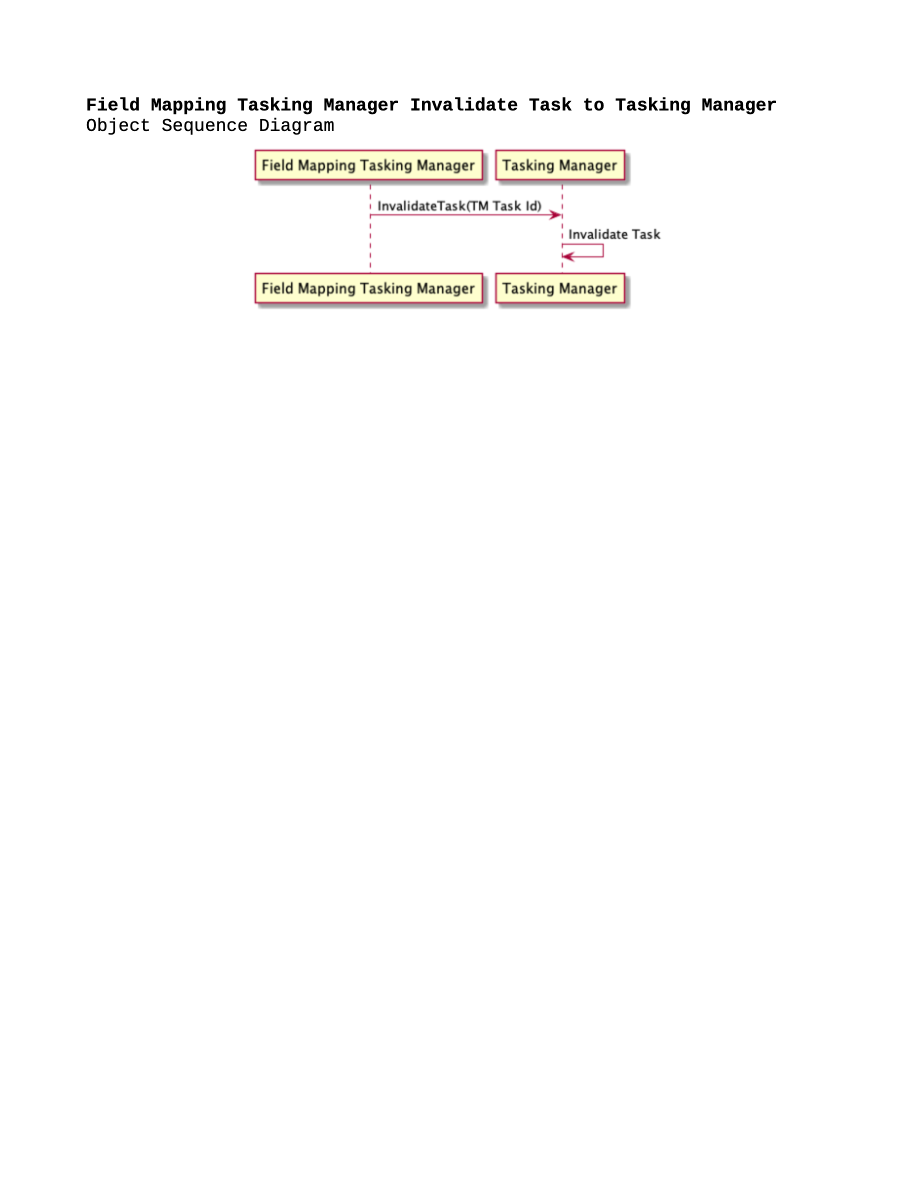 Field Mapping Tasking Manager Invalidate Task to Tasking Manager
Object Sequence Diagram
Field Mapping Tasking Manager
Tasking Manager
InvalidateTask(TM Task Id)
Invalidate Task
Field Mapping Tasking Manager
Tasking Manager